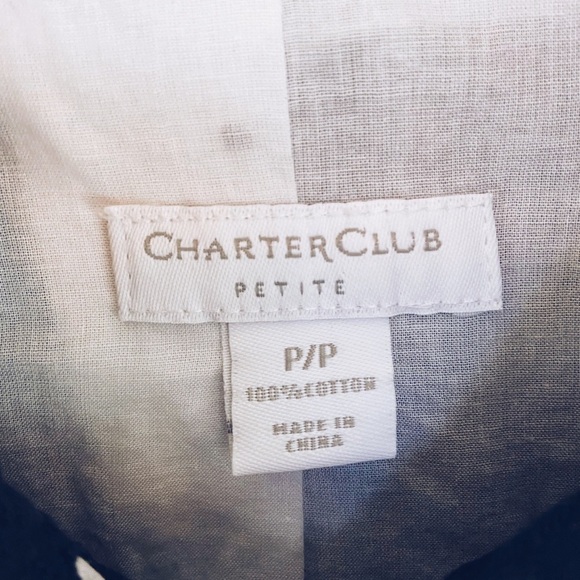 CHARTER CLUB
PETITE
P/P
100% COTTON
MADE IN
CHINA